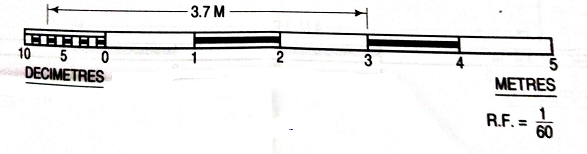 3.7 M
10 5 0 1 2 3 4 5
DECIMETRES
METRES
R.F. = 1/60